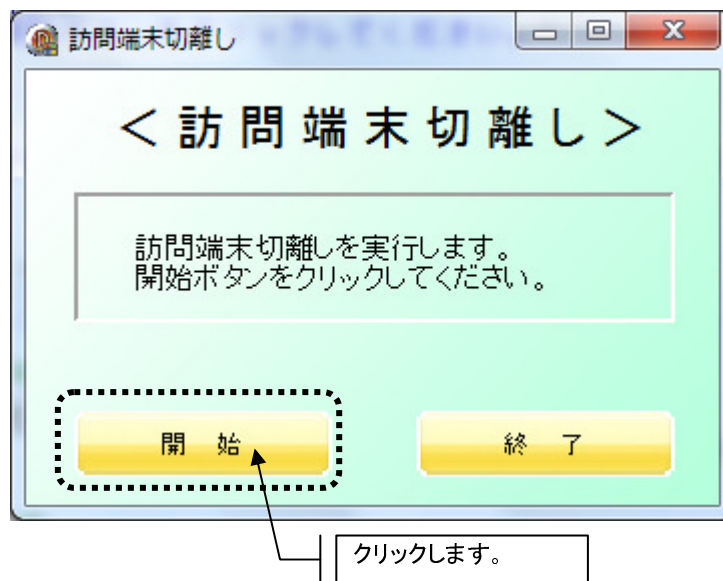 訪問端末切離し
＜訪問端末切離し＞
訪問端末切離しを実行します。
開始ボタンをクリックしてください。
開 始
終 了
クリックします。